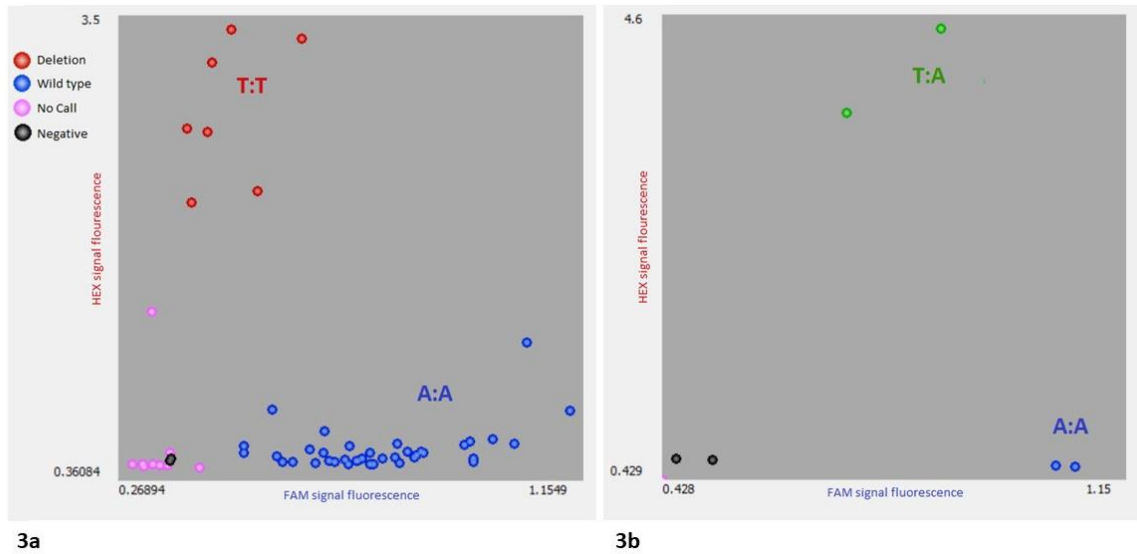 3.5
Deletion
Wild type
No Call
Negative
T:T
HEX signal flourescence
A:A
0.36084
0.26894
FAM signal fluorescence
1.1549
3a
4.6
T:A
HEX signal flourescence
A:A
0.429
0.428
FAM signal fluorescence
1.15
3b